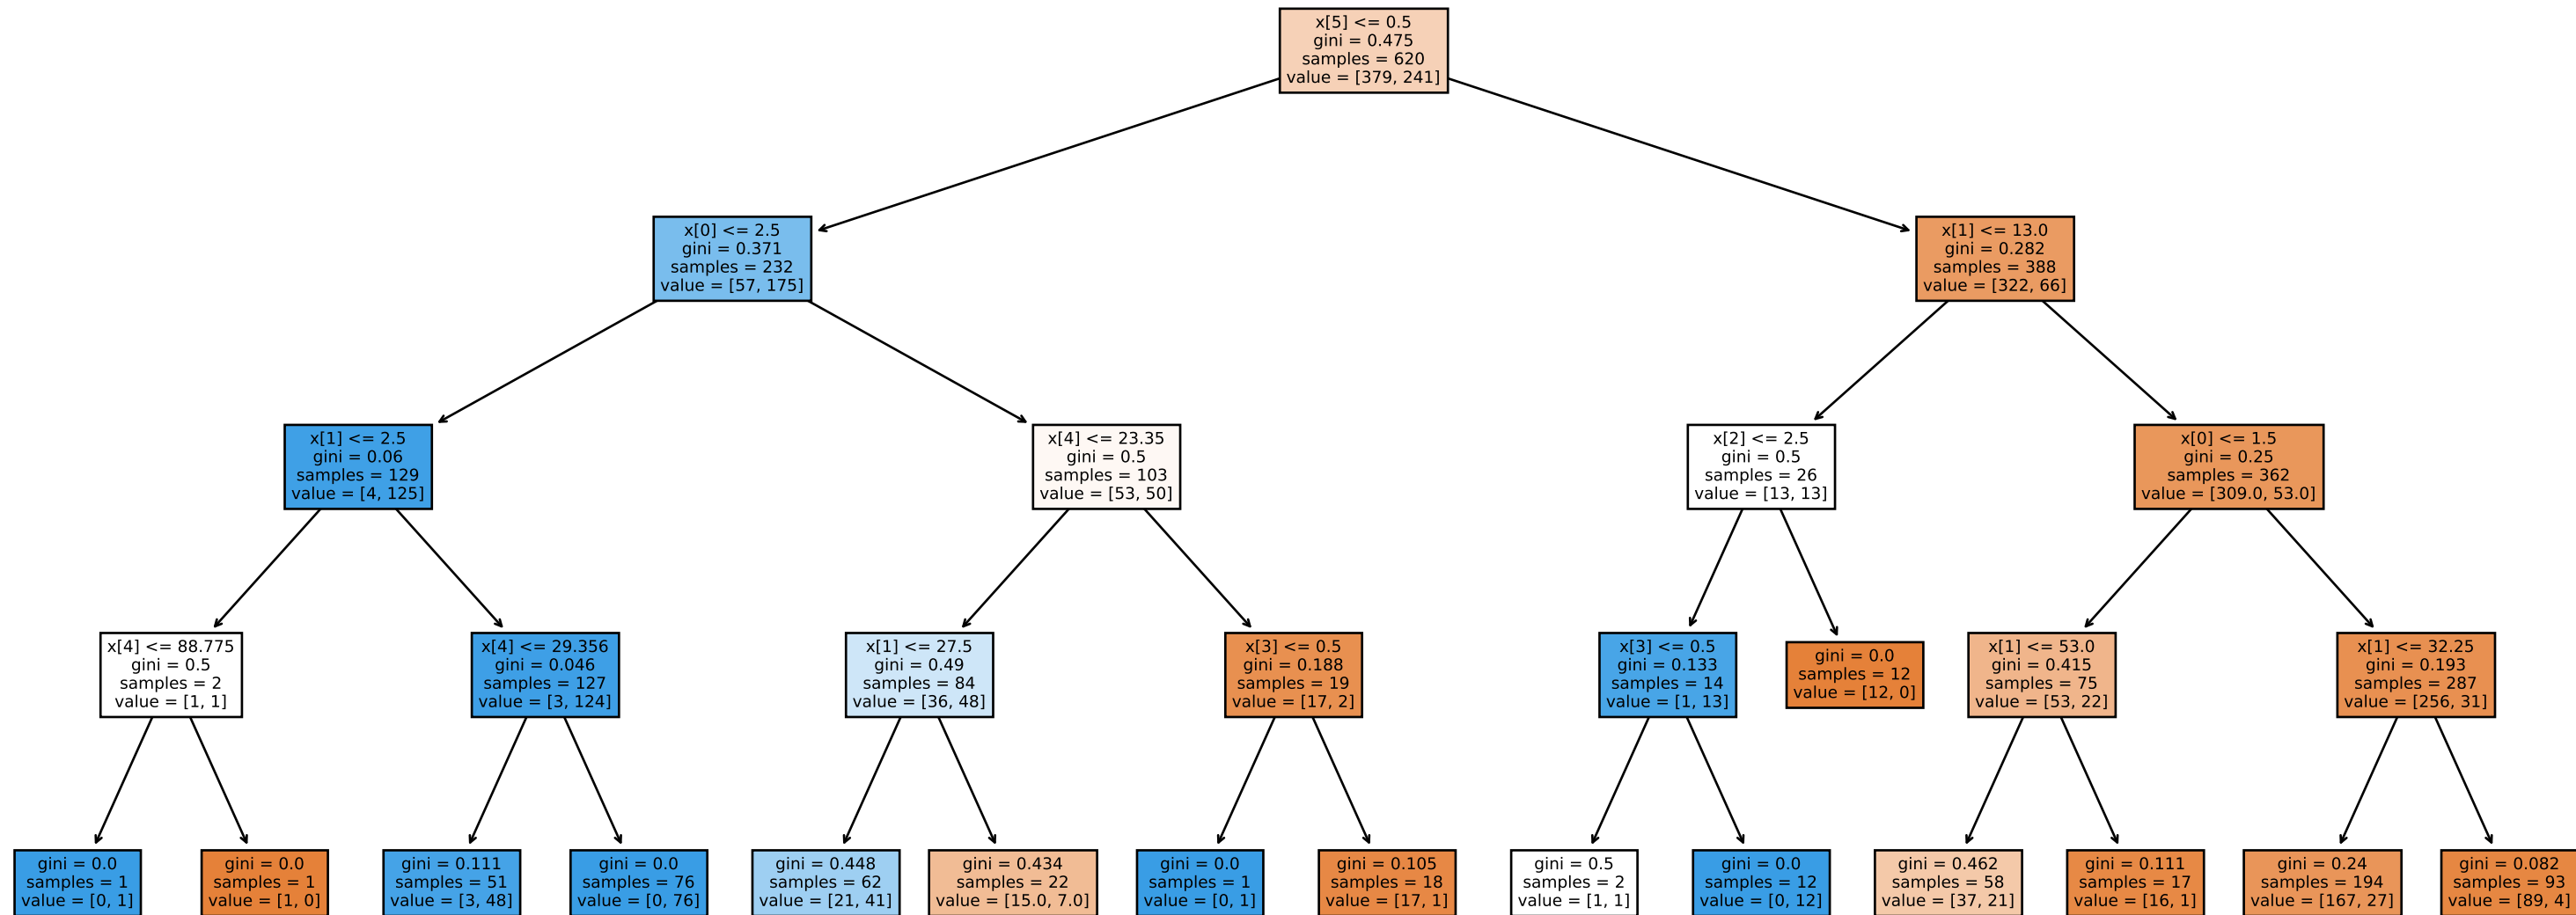 x[5] <= 0.5
gini = 0.475
samples = 620
value = [379, 241]
x[0] <= 2.5
gini = 0.371
samples = 232
value = [57, 175]
x[1] <= 13.0
gini = 0.282
samples = 388
value = [322, 66]
x[1] <= 2.5
gini = 0.06
samples = 129
value = [4, 125]
x[4] <= 23.35
gini = 0.5
samples = 103
value = [53, 50]
x[2] <= 2.5
gini = 0.5
samples = 26
value = [13, 13]
x[0] <= 1.5
gini = 0.25
samples = 362
value = [309.0, 53.0]
x[4] <= 88.775
gini = 0.5
samples = 2
value = [1, 1]
x[4] <= 29.356
gini = 0.046
samples = 127
value = [3, 124]
x[1] <= 27.5
gini = 0.49
samples = 84
value = [36, 48]
x[3] <= 0.5
gini = 0.188
samples = 19
value = [17, 2]
x[3] <= 0.5
gini = 0.133
samples = 14
value = [1, 13]
gini = 0.0
samples = 12
value = [12, 0]
x[1] <= 53.0
gini = 0.415
samples = 75
value = [53, 22]
x[1] <= 32.25
gini = 0.193
samples = 287
value = [256, 31]
gini = 0.0
samples = 1
value = [0, 1]
gini = 0.0
samples = 1
value = [1, 0]
gini = 0.111
samples = 51
value = [3, 48]
gini = 0.0
samples = 76
value = [0, 76]
gini = 0.448
samples = 62
value = [21, 41]
gini = 0.434
samples = 22
value = [15.0, 7.0]
gini = 0.0
samples = 1
value = [0, 1]
gini = 0.105
samples = 18
value = [17, 1]
gini = 0.5
samples = 2
value = [1, 1]
gini = 0.0
samples = 12
value = [0, 12]
gini = 0.462
samples = 58
value = [37, 21]
gini = 0.111
samples = 17
value = [16, 1]
gini = 0.24
samples = 194
value = [167, 27]
gini = 0.082
samples = 93
value = [89, 4]